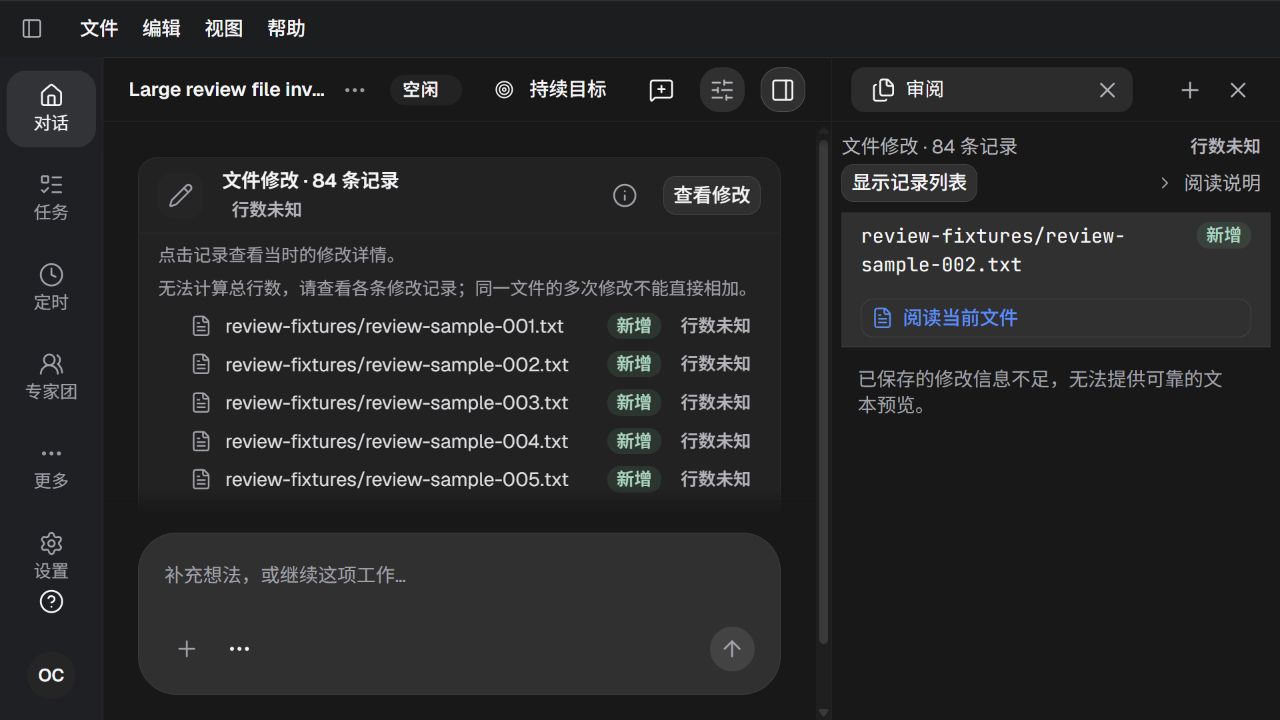 文件 编辑 视图 帮助
对话
任务
定时
专家团
更多
设置
OC
Large review file inv... 空闲 持续目标
文件修改 · 84 条记录
行数未知
查看修改
点击记录查看当时的修改详情。
无法计算总行数，请查看各条修改记录；同一文件的多次修改不能直接相加。
review-fixtures/review-sample-001.txt 新增 行数未知
review-fixtures/review-sample-002.txt 新增 行数未知
review-fixtures/review-sample-003.txt 新增 行数未知
review-fixtures/review-sample-004.txt 新增 行数未知
review-fixtures/review-sample-005.txt 新增 行数未知
补充想法，或继续这项工作...
审阅
文件修改 · 84 条记录 行数未知
显示记录列表 阅读说明
review-fixtures/review- 新增
sample-002.txt
阅读当前文件
已保存的修改信息不足，无法提供可靠的文
本预览。